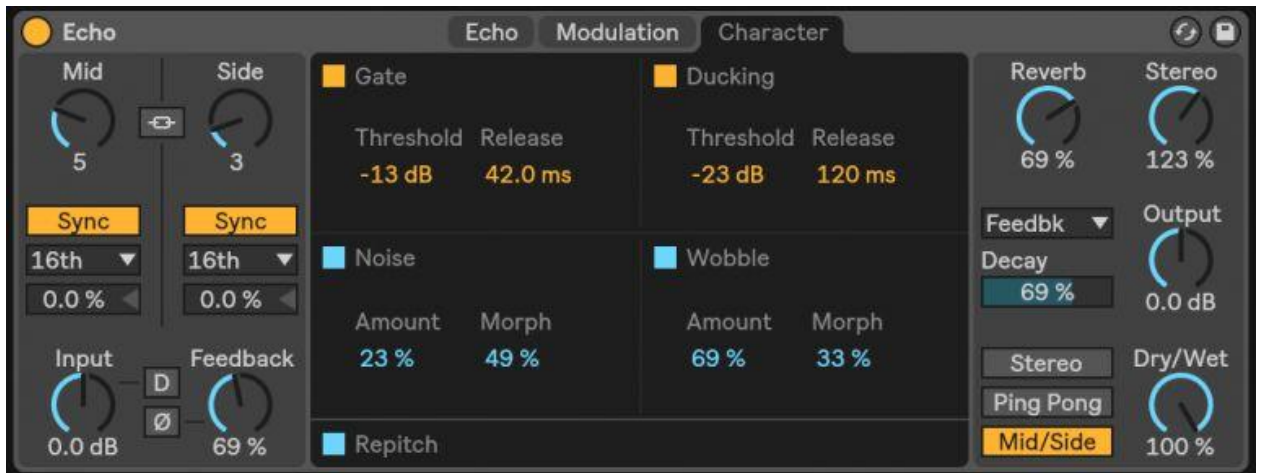 Echo
Echo Modulation Character
Mid Side
5 3
Sync Sync
16th 16th
0.0 % 0.0 %
Input Feedback
D
Ø
0.0 dB 69 %
Gate
Threshold Release
-13 dB 42.0 ms
Ducking
Threshold Release
-23 dB 120 ms
Noise
Amount Morph
23 % 49 %
Wobble
Amount Morph
69 % 33 %
Repitch
Reverb Stereo
69 % 123 %
Feedbk Output
Decay
69 % 0.0 dB
Stereo Dry/Wet
Ping Pong
Mid/Side 100 %